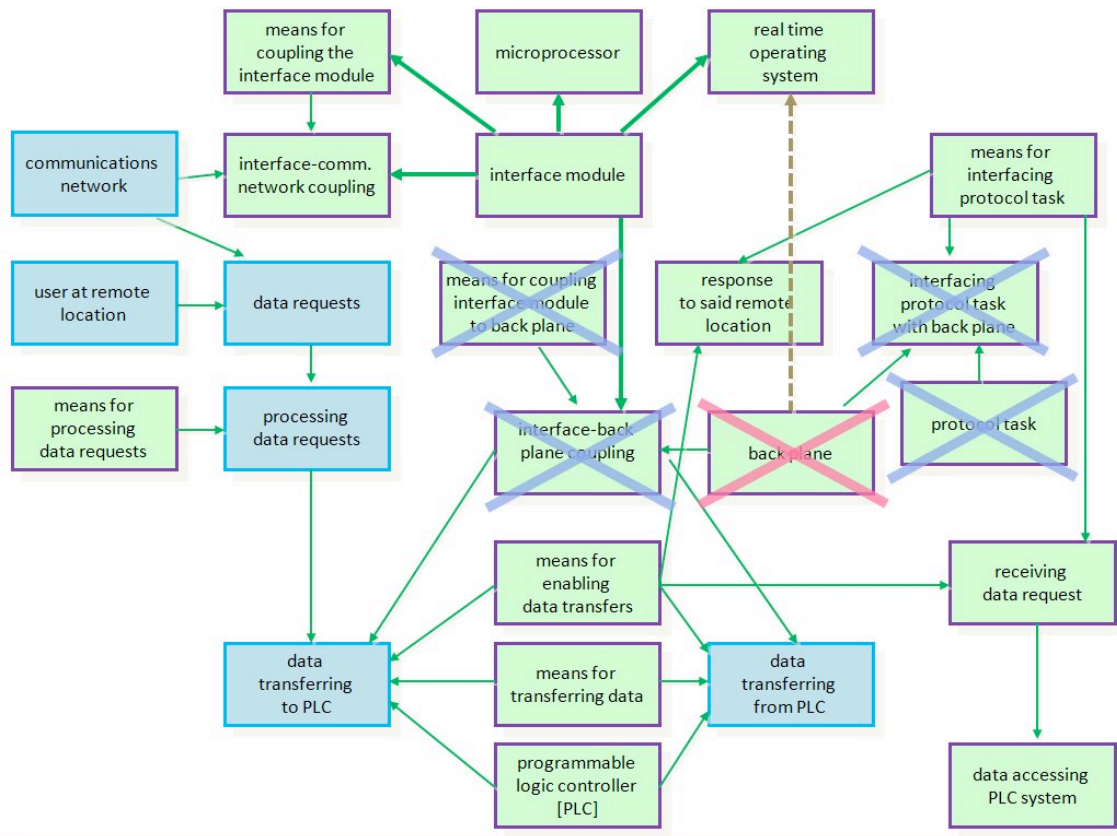 means for
coupling the
interface module
microprocessor
real time
operating
system
communications
network
interface-comm.
network coupling
interface module
means for
interfacing
protocol task
user at remote
location
data requests
means for coupling
interface module
to back plane
response
to said remote
location
interfacing
protocol task
with back plane
means for
processing
data requests
processing
data requests
interface-back
plane coupling
back plane
protocol task
means for
enabling
data transfers
receiving
data request
data
transferring
to PLC
means for
transferring data
data
transferring
from PLC
programmable
logic controller
[PLC]
data accessing
PLC system